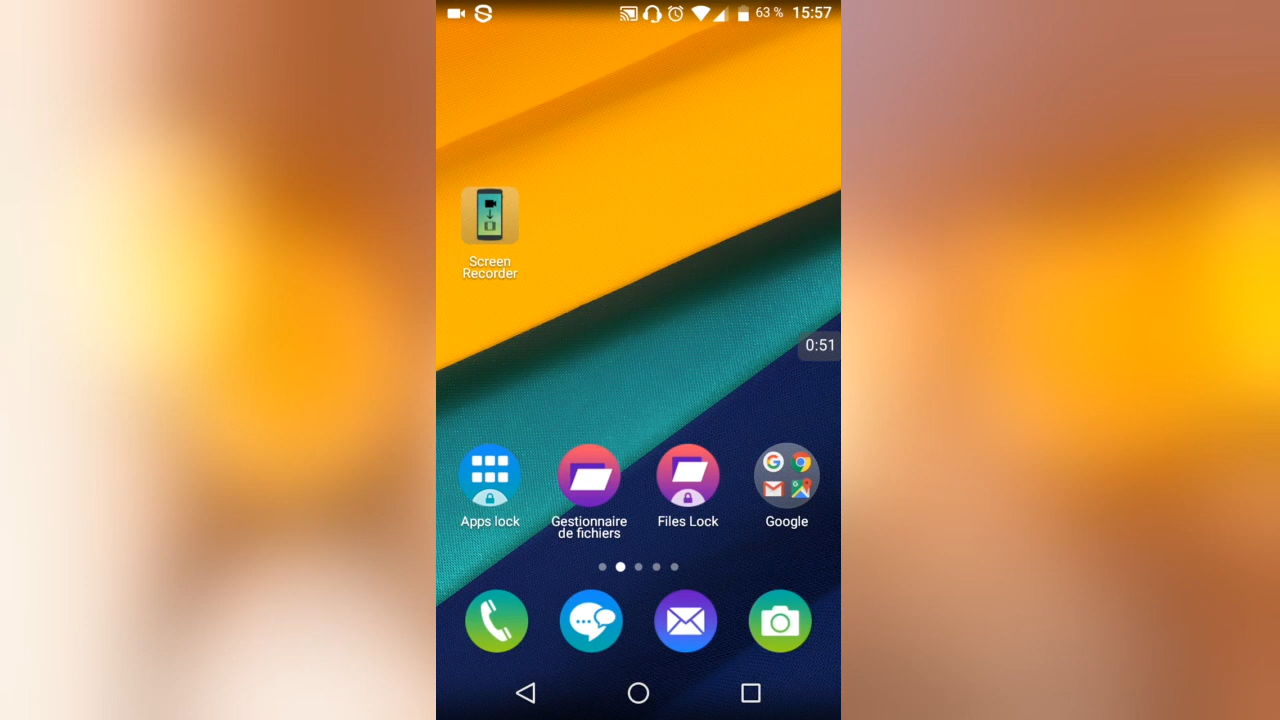 63 % 15:57
Screen
Recorder
0:51
Apps lock
Gestionnaire
de fichiers
Files Lock
Google